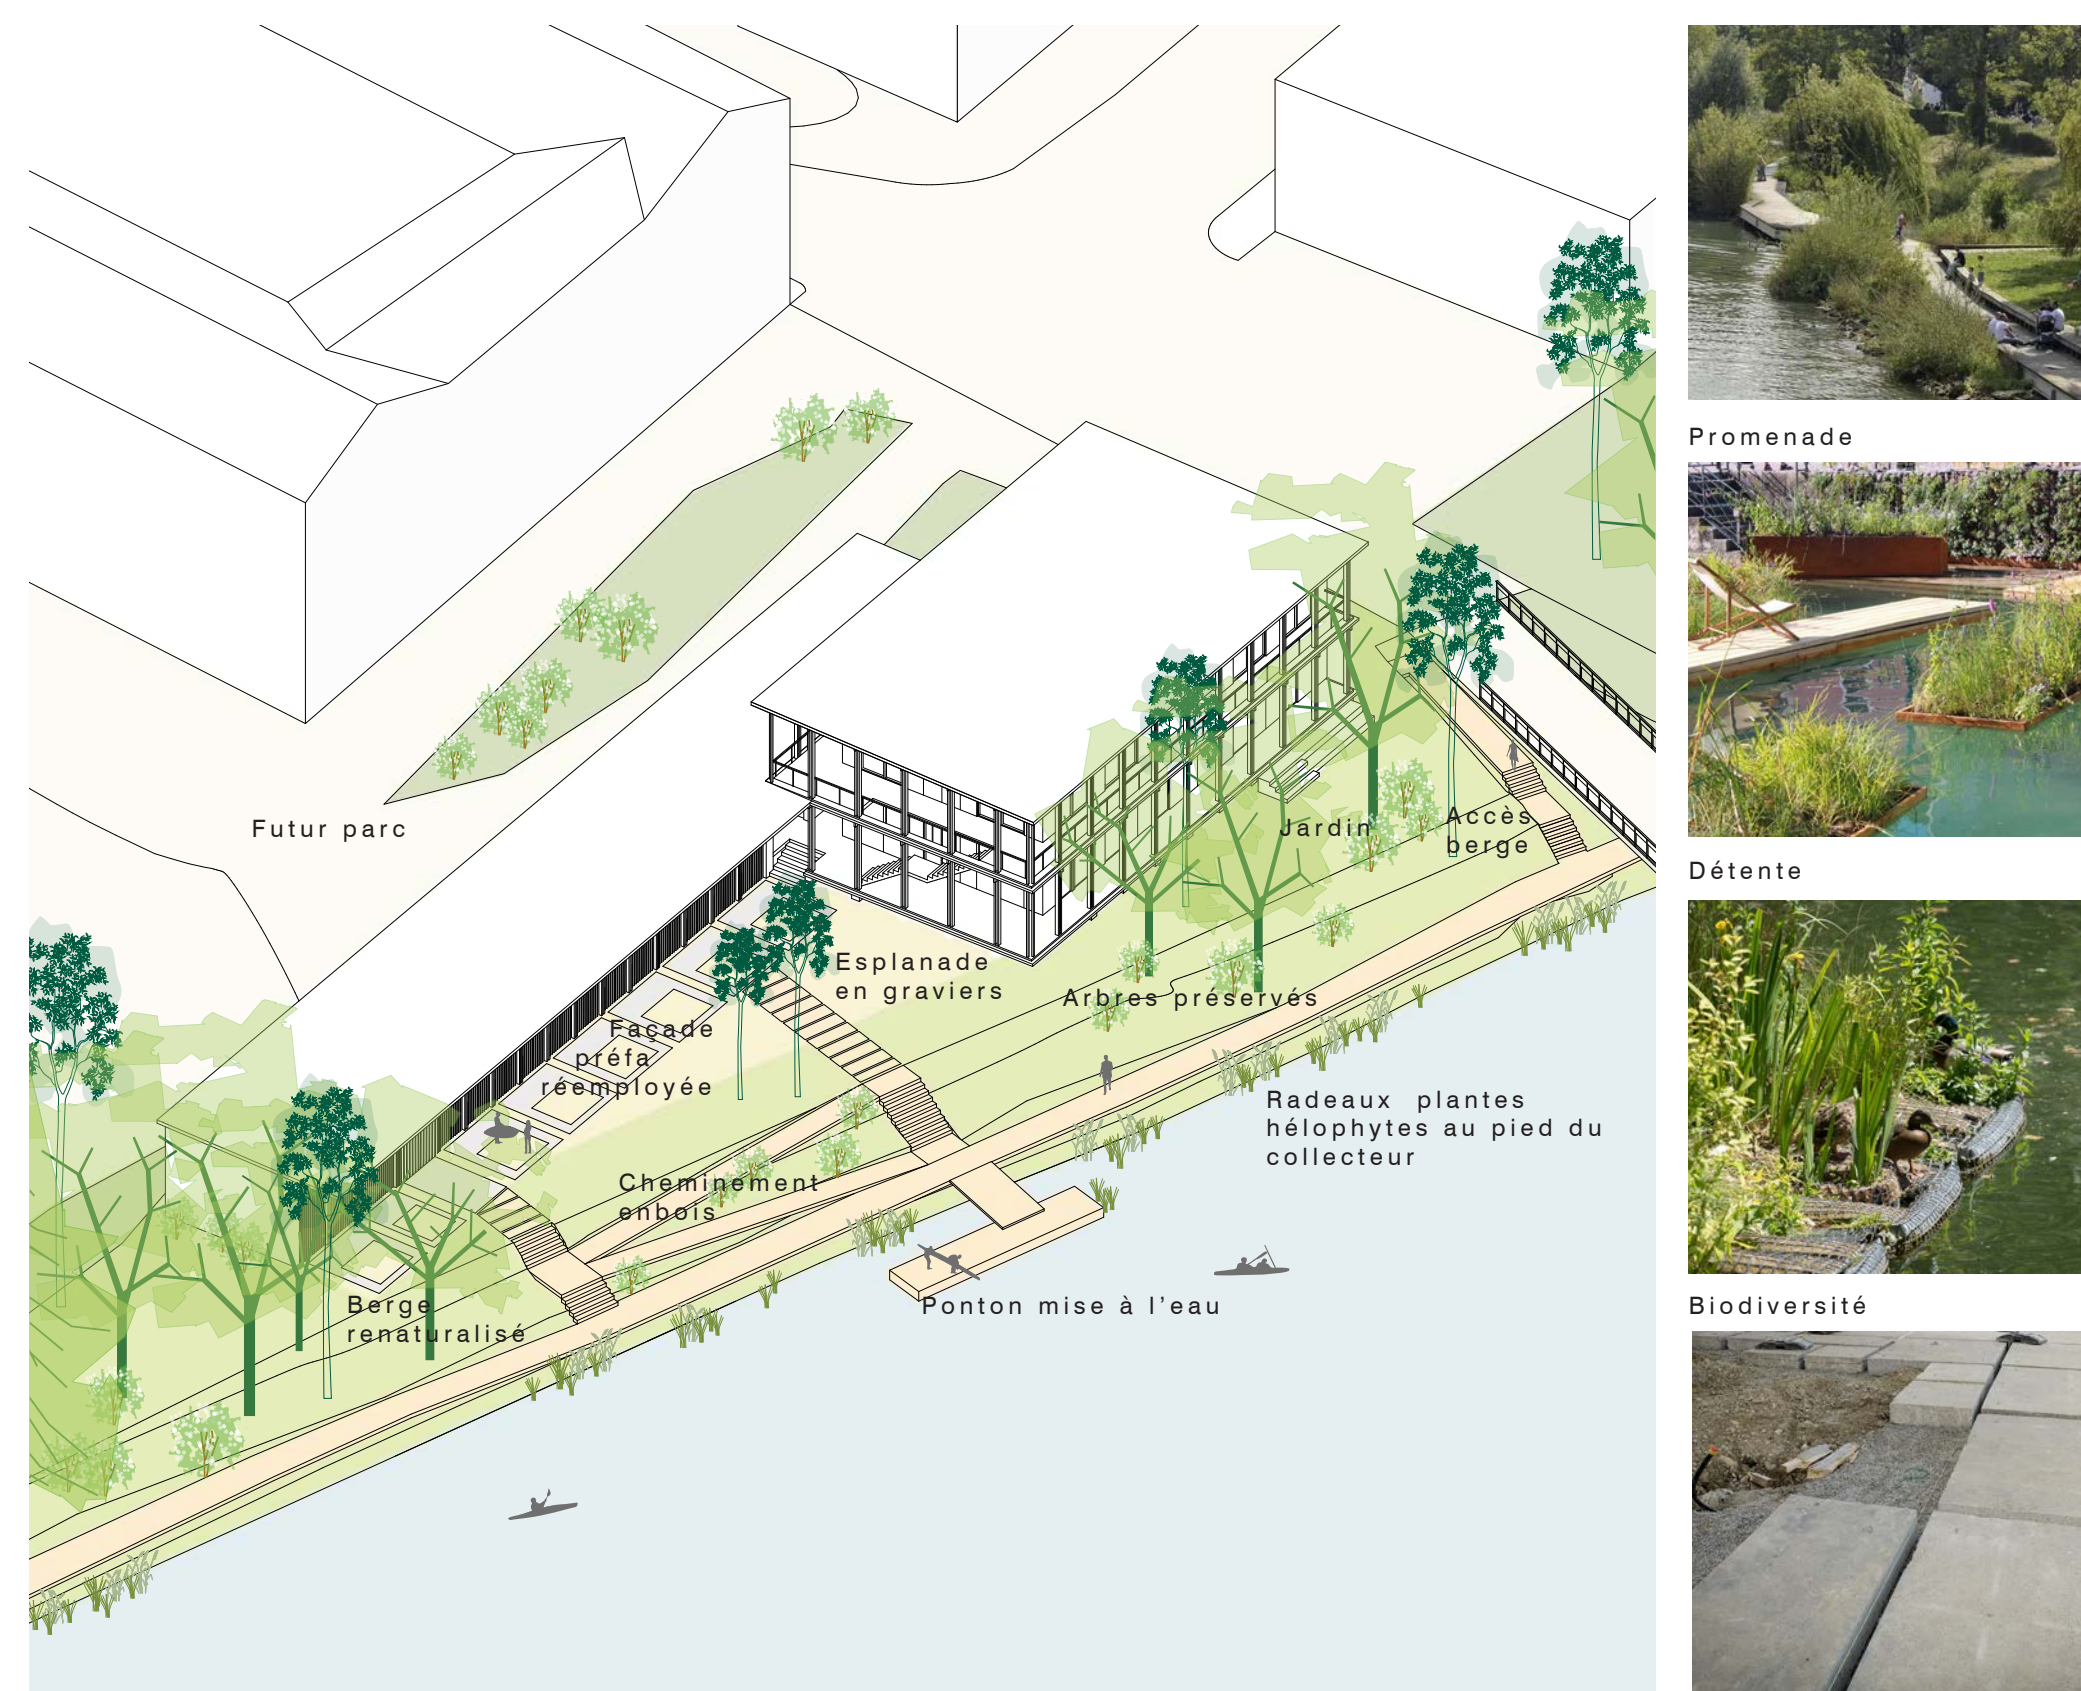 Promenade
Futur parc
Jardin
Accès
berge
Détente
Esplanade
en graviers
Arbres préservés
Façade
préfa
réemployée
Radeaux plantes
hélophytes au pied du
collecteur
Cheminement
enbois
Berge
renaturalisé
Ponton mise à l'eau
Biodiversité